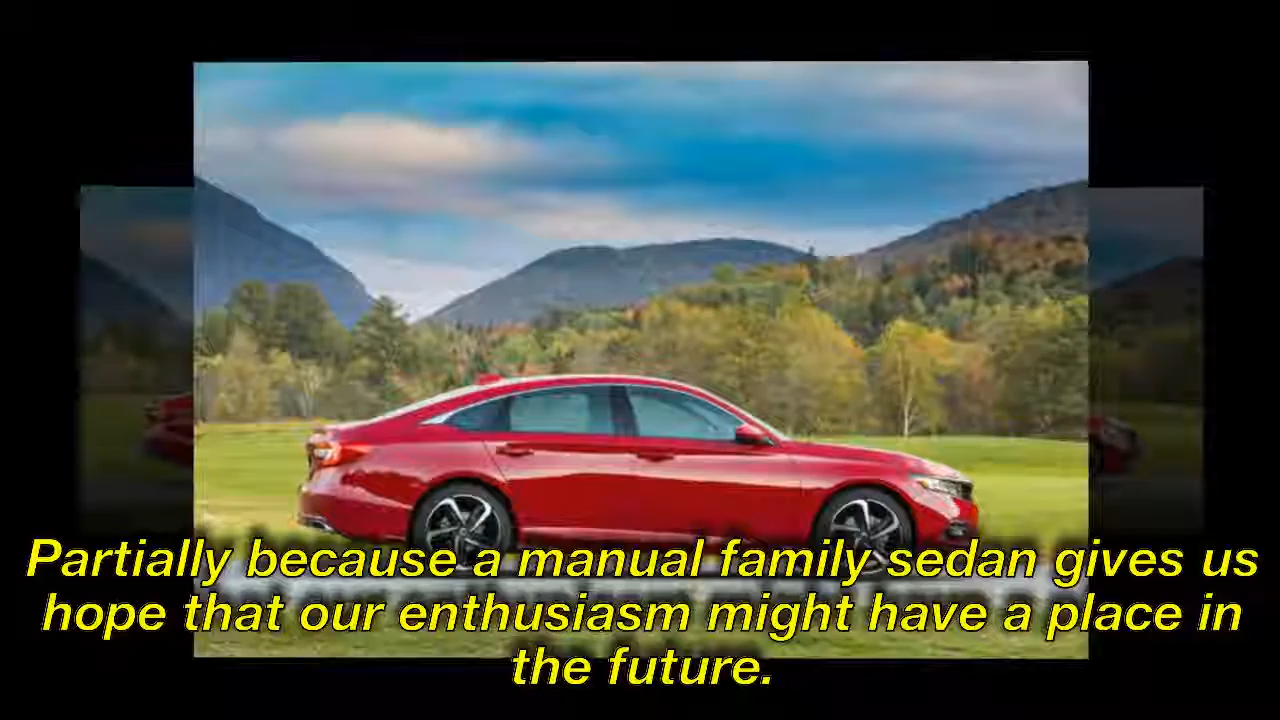 Partially because a manual family sedan gives us
hope that our enthusiasm might have a place in
the future.